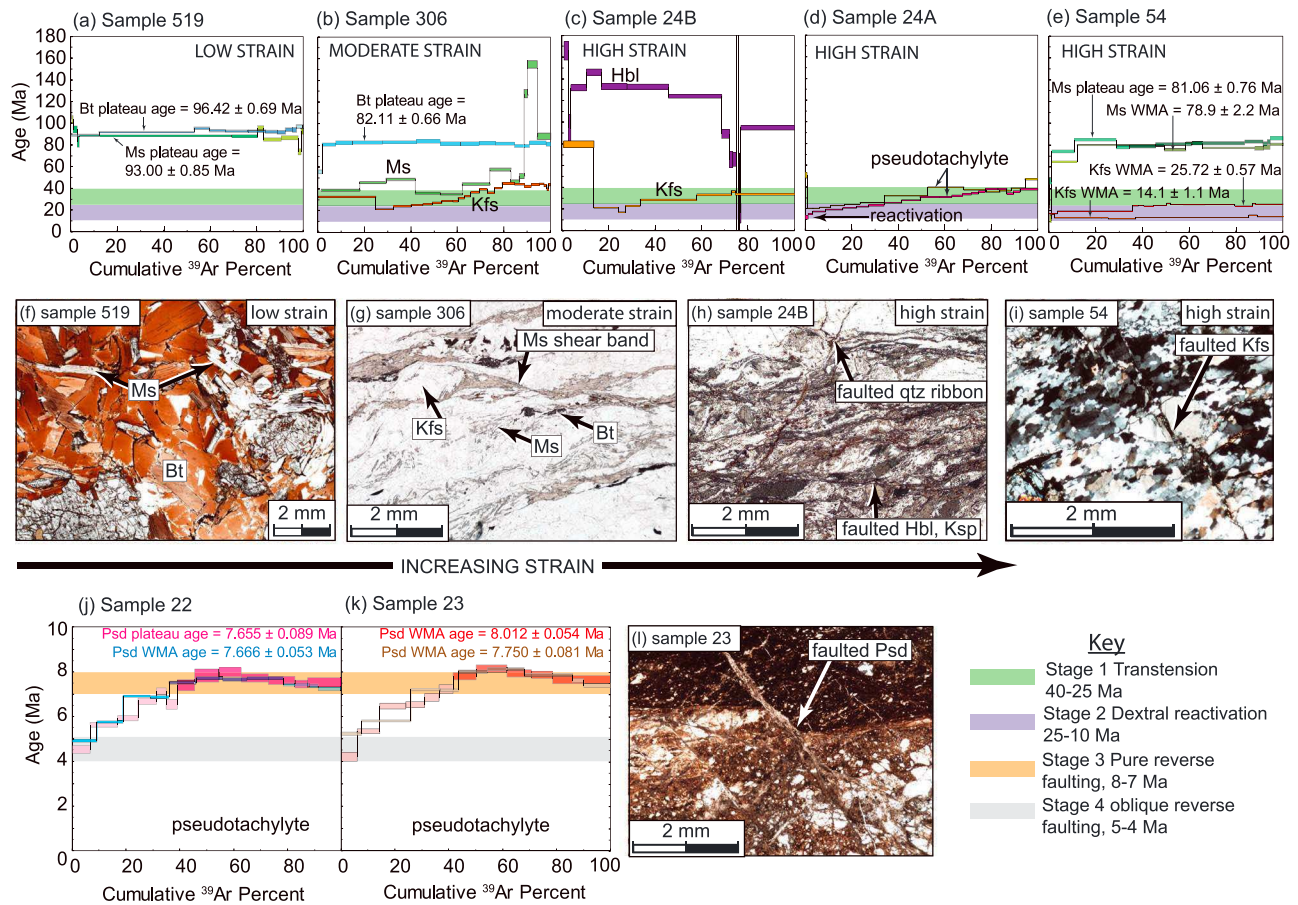 (a) Sample 519
(b) Sample 306
(c) Sample 24B
(d) Sample 24A
(e) Sample 54
180
160
140
120
100
80
60
40
20
0
Age (Ma)
LOW STRAIN
Bt plateau age = 96.42 ± 0.69 Ma
Ms plateau age =
93.00 ± 0.85 Ma
0 20 40 60 80 100
Cumulative ³⁹Ar Percent
MODERATE STRAIN
Bt plateau age =
82.11 ± 0.66 Ma
Ms
Kfs
0 20 40 60 80 100
Cumulative ³⁹Ar Percent
HIGH STRAIN
Hbl
Kfs
0 20 40 60 80 100
Cumulative ³⁹Ar Percent
HIGH STRAIN
pseudotachylyte
reactivation
0 20 40 60 80 100
Cumulative ³⁹Ar Percent
HIGH STRAIN
Ms plateau age = 81.06 ± 0.76 Ma
Ms WMA = 78.9 ± 2.2 Ma
Kfs WMA = 25.72 ± 0.57 Ma
Kfs WMA = 14.1 ± 1.1 Ma
0 20 40 60 80 100
Cumulative ³⁹Ar Percent
(f) sample 519
low strain
Ms
Bt
2 mm
(g) sample 306
moderate strain
Ms shear band
Kfs
Ms
Bt
2 mm
(h) sample 24B
high strain
faulted qtz ribbon
faulted Hbl, Ksp
2 mm
(i) sample 54
high strain
faulted Kfs
2 mm
INCREASING STRAIN
(j) Sample 22
(k) Sample 23
10
8
6
4
2
0
Age (Ma)
Psd plateau age = 7.655 ± 0.089 Ma
Psd WMA age = 7.666 ± 0.053 Ma
pseudotachylyte
0 20 40 60 80
Cumulative ³⁹Ar Percent
Psd WMA age = 8.012 ± 0.054 Ma
Psd WMA age = 7.750 ± 0.081 Ma
pseudotachylyte
0 20 40 60 80 100
Cumulative ³⁹Ar Percent
(l) sample 23
faulted Psd
2 mm
Key
Stage 1 Transtension
40-25 Ma
Stage 2 Dextral reactivation
25-10 Ma
Stage 3 Pure reverse
faulting, 8-7 Ma
Stage 4 oblique reverse
faulting, 5-4 Ma